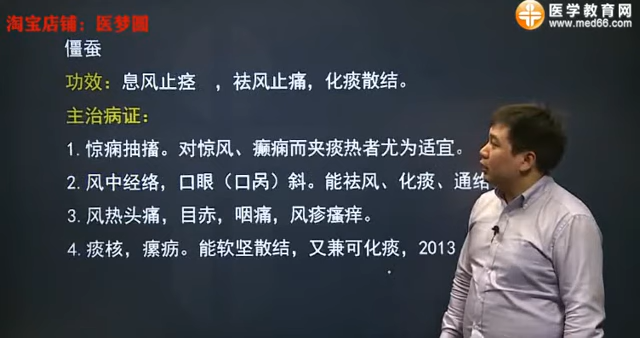 淘宝店铺：医梦圆
医学教育网
www.med66.com
僵蚕
功效：息风止痉 ，祛风止痛，化痰散结。
主治病证：
1. 惊痫抽搐。对惊风、癫痫而夹痰热者尤为适宜。
2. 风中经络，口眼（口呙）斜。能祛风、化痰、通络
3. 风热头痛，目赤，咽痛，风疹瘙痒。
4. 痰核，瘰疬。能软坚散结，又兼可化痰，2013